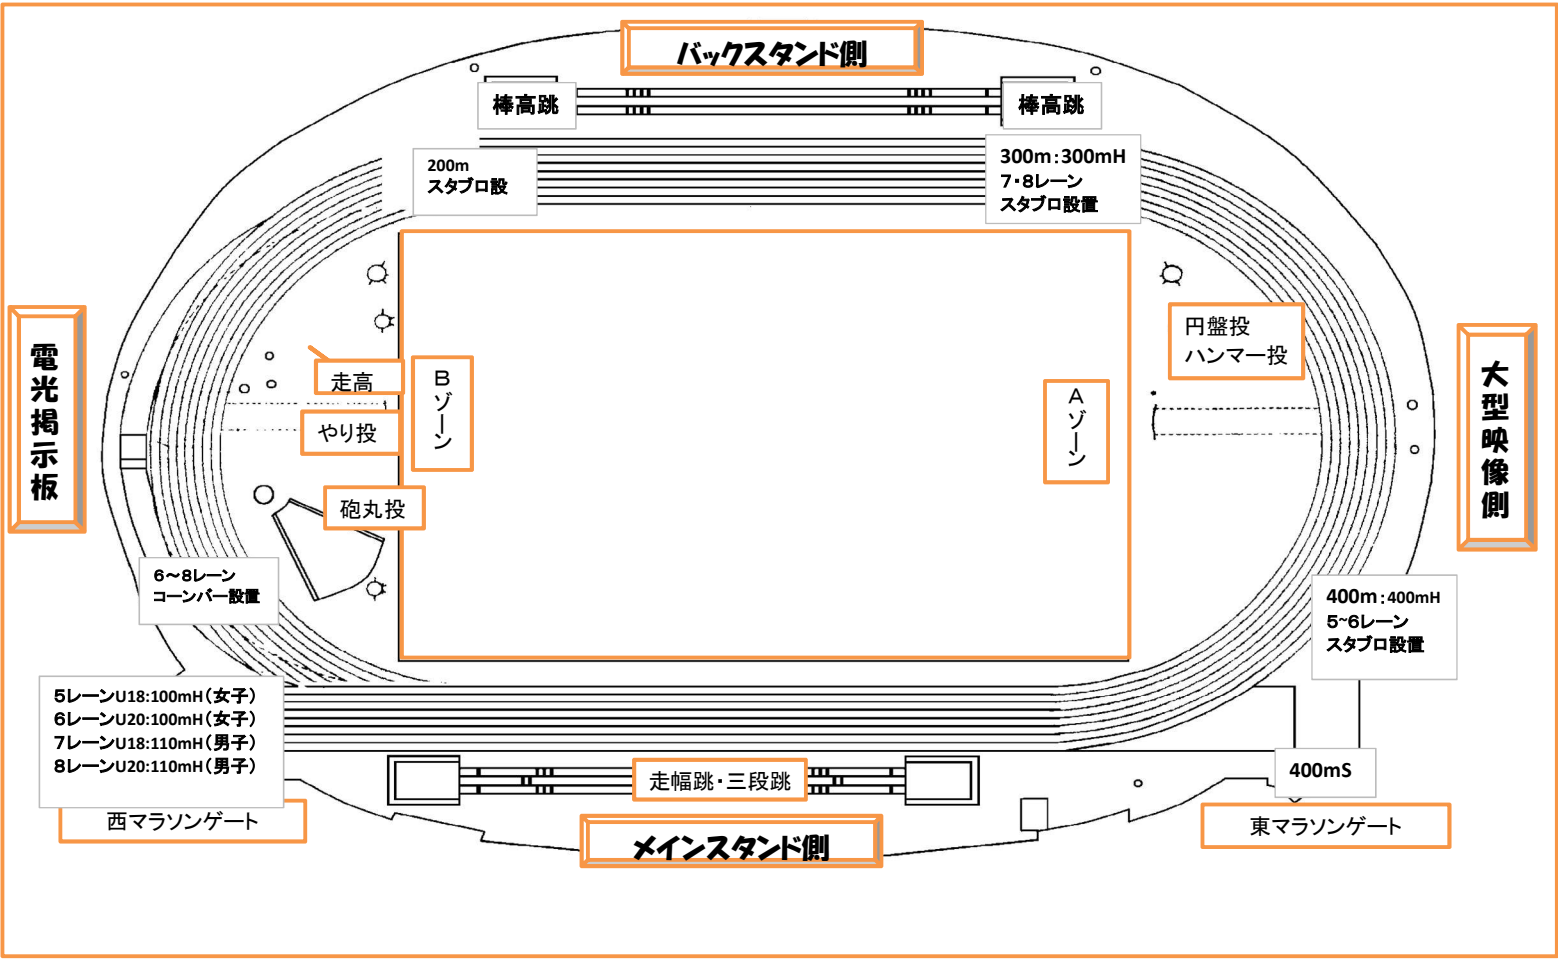 バックスタンド側
棒高跳
棒高跳
200m
スタブロ設
300m:300mH
7・8レーン
スタブロ設置
電光掲示板
大型映像側
円盤投
ハンマー投
走高
やり投
砲丸投
Bゾーン
Aゾーン
6～8レーン
コーンバー設置
400m:400mH
5~6レーン
スタブロ設置
5レーンU18:100mH(女子)
6レーンU20:100mH(女子)
7レーンU18:110mH(男子)
8レーンU20:110mH(男子)
走幅跳・三段跳
400mS
西マラソンゲート
東マラソンゲート
メインスタンド側